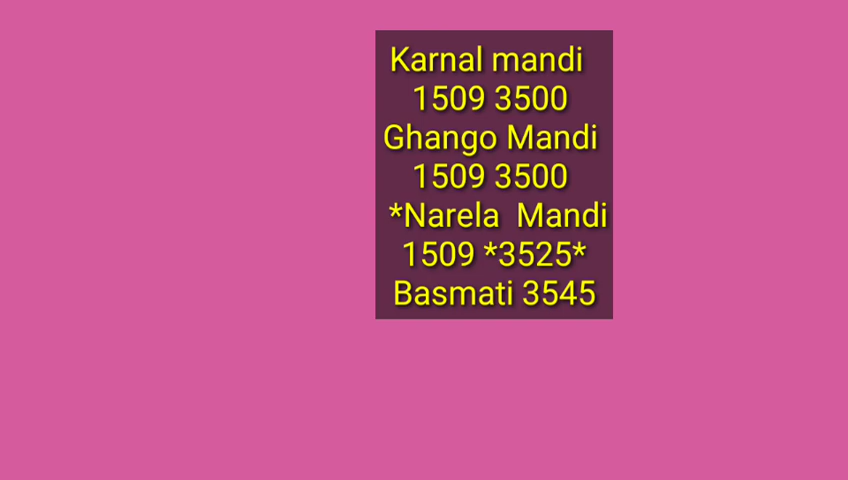 Karnal mandi
1509 3500
Ghango Mandi
1509 3500
*Narela  Mandi
1509 *3525*
Basmati 3545